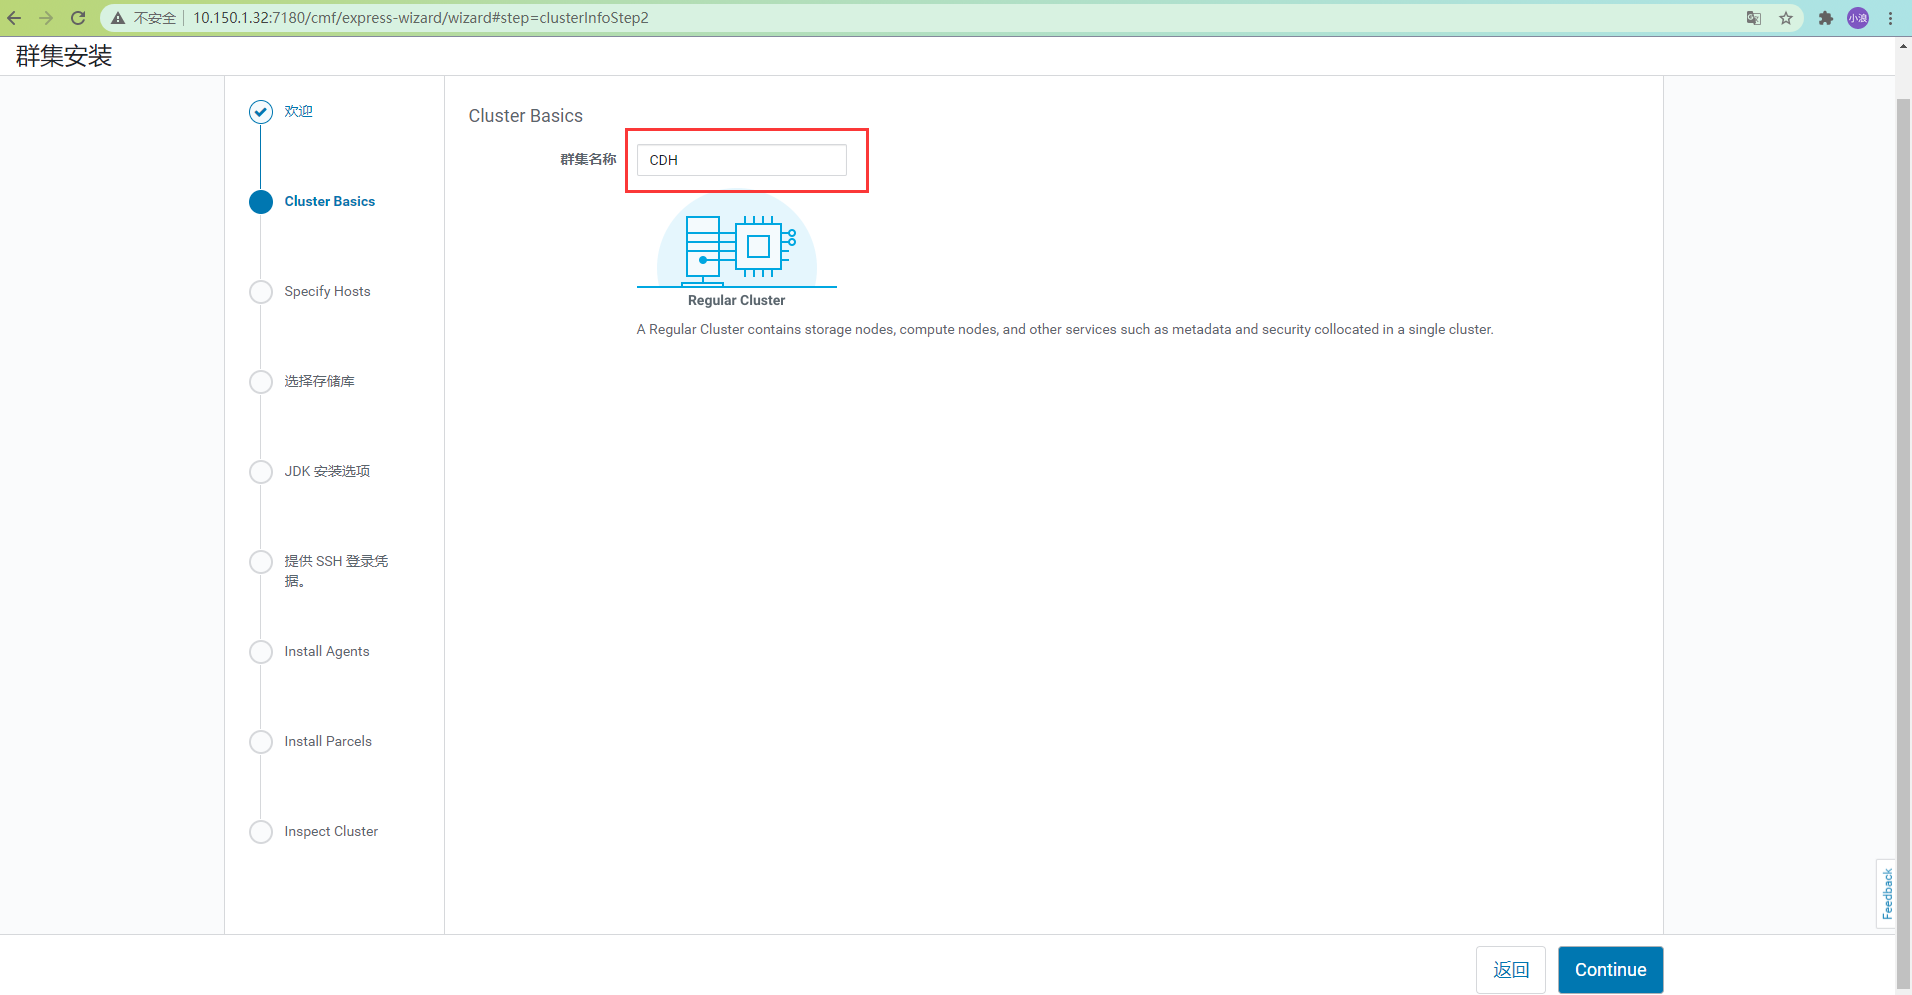 不安全
10.150.1.32:7180/cmf/express-wizard/wizard#step=clusterInfoStep2
小浪
群集安装
欢迎
Cluster Basics
Specify Hosts
选择存储库
JDK 安装选项
提供 SSH 登录凭
据。
Install Agents
Install Parcels
Inspect Cluster
Cluster Basics
群集名称
CDH
Regular Cluster
A Regular Cluster contains storage nodes, compute nodes, and other services such as metadata and security collocated in a single cluster.
Feedback
返回
Continue